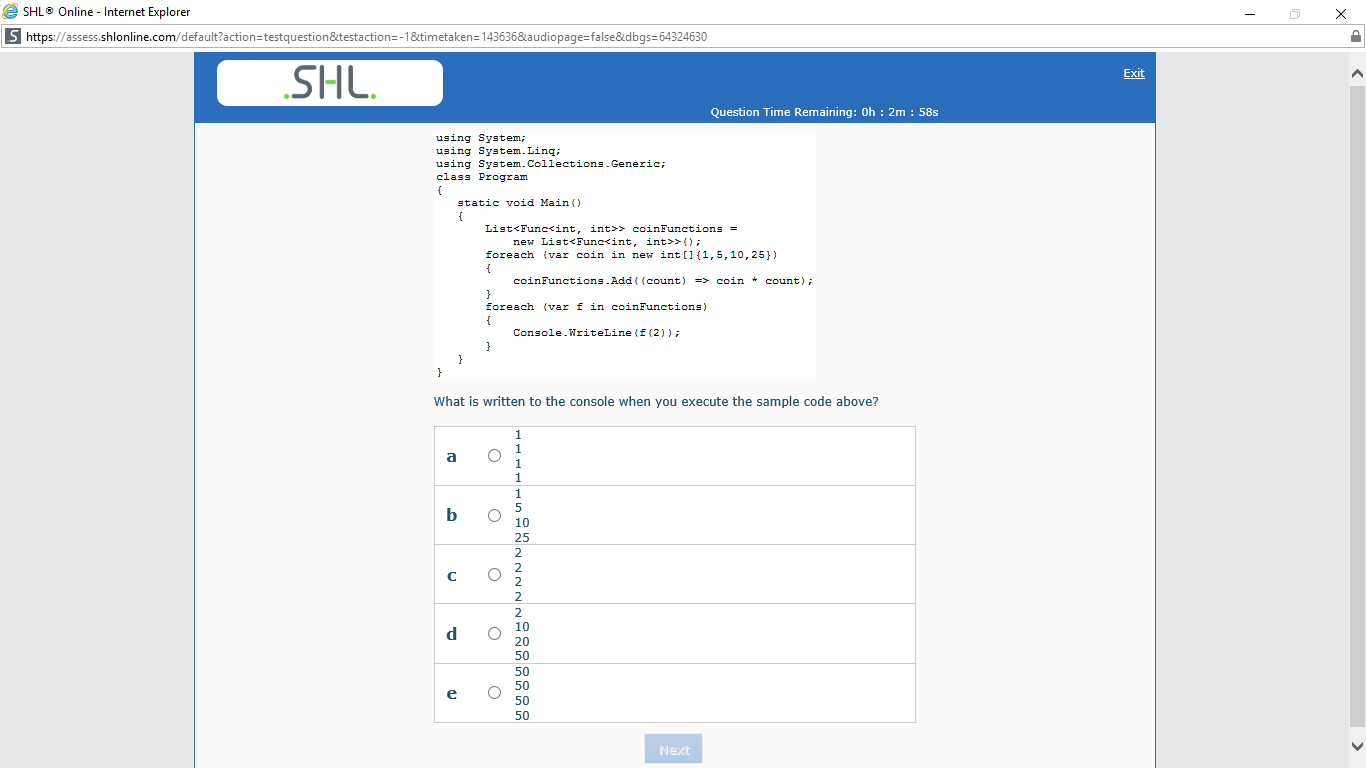 SHL® Online - Internet Explorer
https://assess.shlonline.com/default?action=testquestion&testaction=-1&timetaken=143636&audiopage=false&dbgs=64324630
SHL
Exit
Question Time Remaining: 0h : 2m : 58s
using System;
using System.Linq;
using System.Collections.Generic;
class Program
{
static void Main()
{
List<Func<int, int>> coinFunctions =
new List<Func<int, int>>();
foreach (var coin in new int[]{1,5,10,25})
{
coinFunctions.Add((count) => coin * count);
}
foreach (var f in coinFunctions)
{
Console.WriteLine(f(2));
}
}
}
What is written to the console when you execute the sample code above?
a
1
1
1
1
b
1
5
10
25
c
2
2
2
2
d
2
10
20
50
e
50
50
50
50
Next